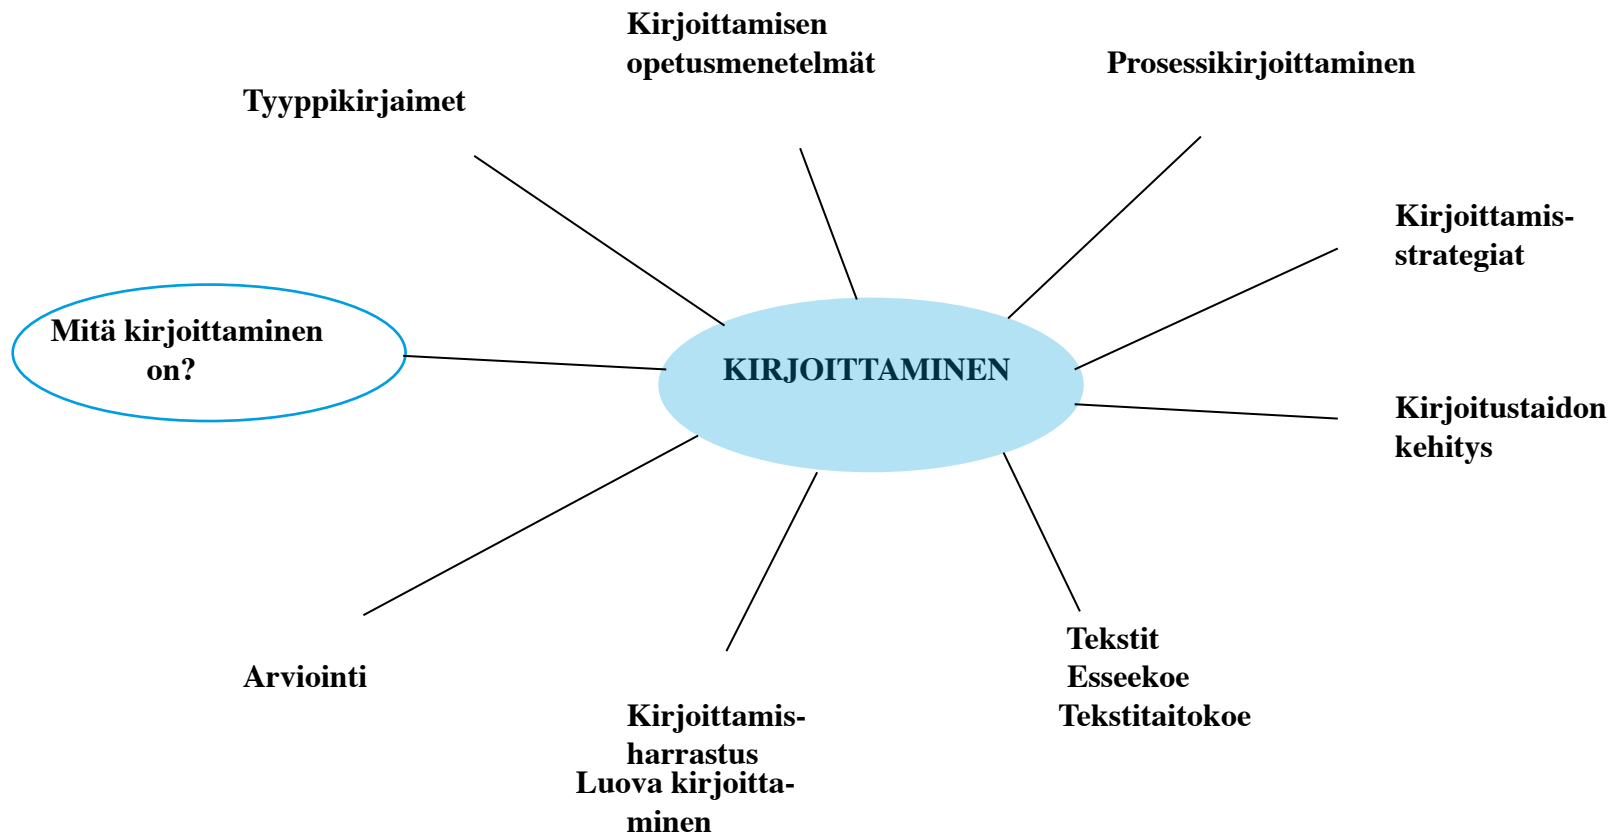 Kirjoittamisen
opetusmenetelmät
Prosessikirjoittaminen
Tyyppikirjaimet
Kirjoittamis-
strategiat
Mitä kirjoittaminen
on?
KIRJOITTAMINEN
Kirjoitustaidon
kehitys
Tekstit
Esseekoe
Tekstitaitokoe
Arviointi
Kirjoittamis-
harrastus
Luova kirjoitta-
minen